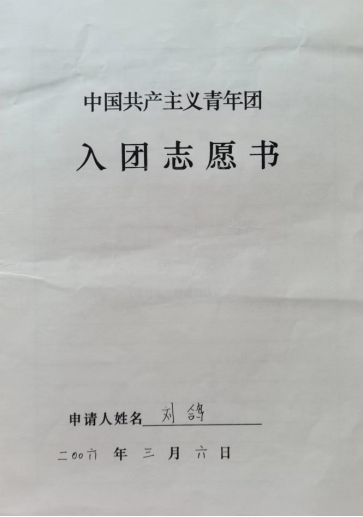 中国共产主义青年团
入团志愿书
申请人姓名 刘鸽
二00六 年 三 月 六 日